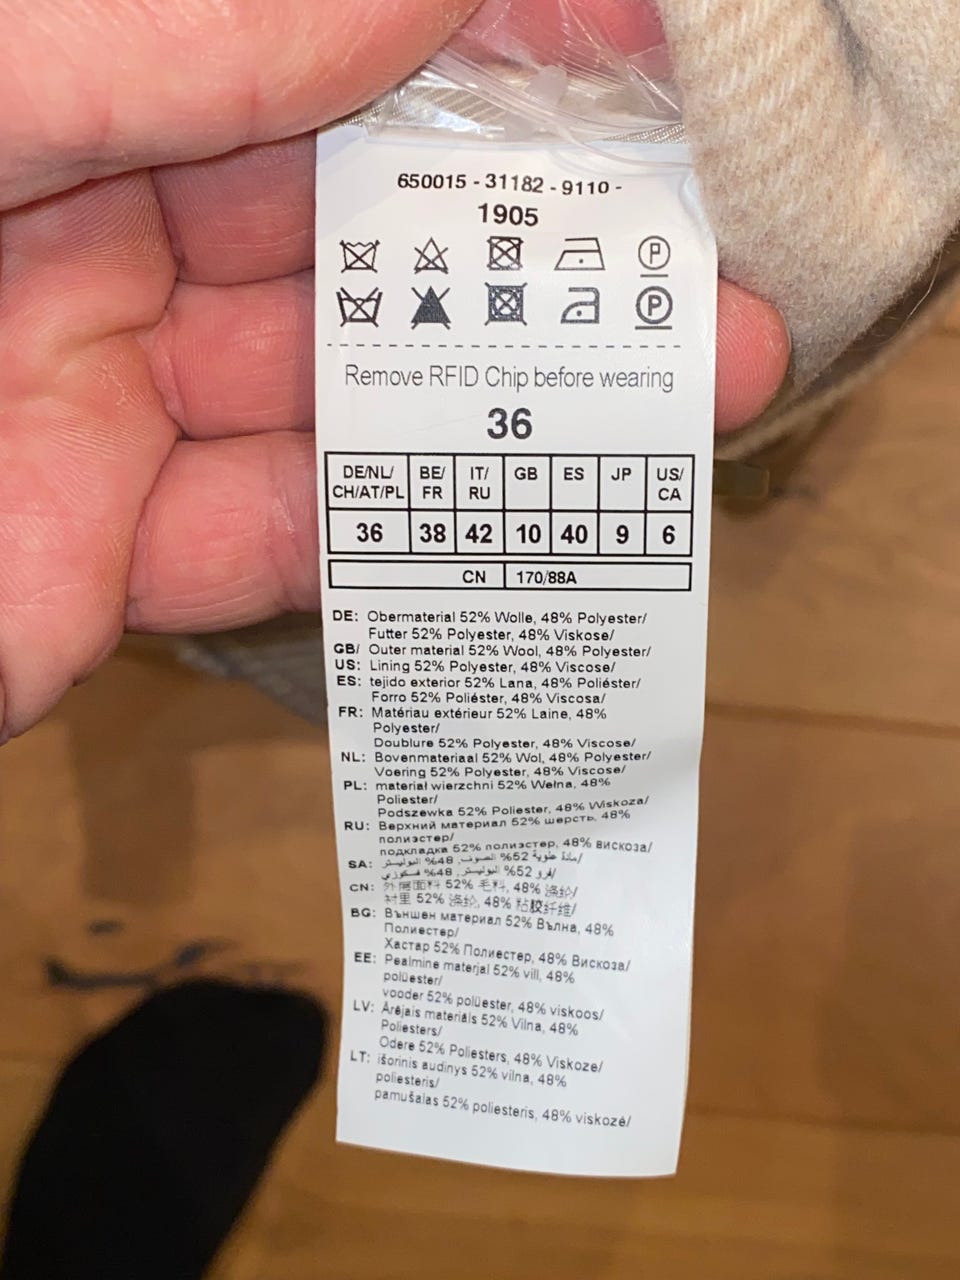 650015 - 31182 - 9110 -
1905
P
P
Remove RFID Chip before wearing
36
DE/NL/ CH/AT/PL BE/ FR IT/ RU GB ES JP US/ CA
36 38 42 10 40 9 6
CN 170/88A
DE: Obermaterial 52% Wolle, 48% Polyester/
Futter 52% Polyester, 48% Viskose/
GB/ Outer material 52% Wool, 48% Polyester/
US: Lining 52% Polyester, 48% Viscose/
ES: tejido exterior 52% Lana, 48% Poliéster/
Forro 52% Poliéster, 48% Viscosa/
FR: Matériau extérieur 52% Laine, 48%
Polyester/
Doublure 52% Polyester, 48% Viscose/
NL: Bovenmateriaal 52% Wol, 48% Polyester/
Voering 52% Polyester, 48% Viscose/
PL: materiał wierzchni 52% Wełna, 48%
Poliester/
Podszewka 52% Poliester, 48% Wiskoza/
RU: Верхний материал 52% шерсть, 48%
полиэстер/
подкладка 52% полиэстер, 48% вискоза/
SA: 52% الصوف, 48% البوليستر/
52% البوليستر, 48%
CN: 外层面料 52% 毛料, 48% 涤纶/
衬里 52% 涤纶, 48% 粘胶纤维/
BG: Външен материал 52% Вълна, 48%
Полиестер/
Хастар 52% Полиестер, 48% Вискоза/
EE: Pealmine materjal 52% vill, 48%
polüester/
vooder 52% polüester, 48% viskoos/
LV: Ārējais materiāls 52% Vilna, 48%
Poliesters/
Odere 52% Poliesters, 48% Viskoze/
LT: išorinis audinys 52% vilna, 48%
poliesteris/
pamušalas 52% poliesteris, 48% viskozė/